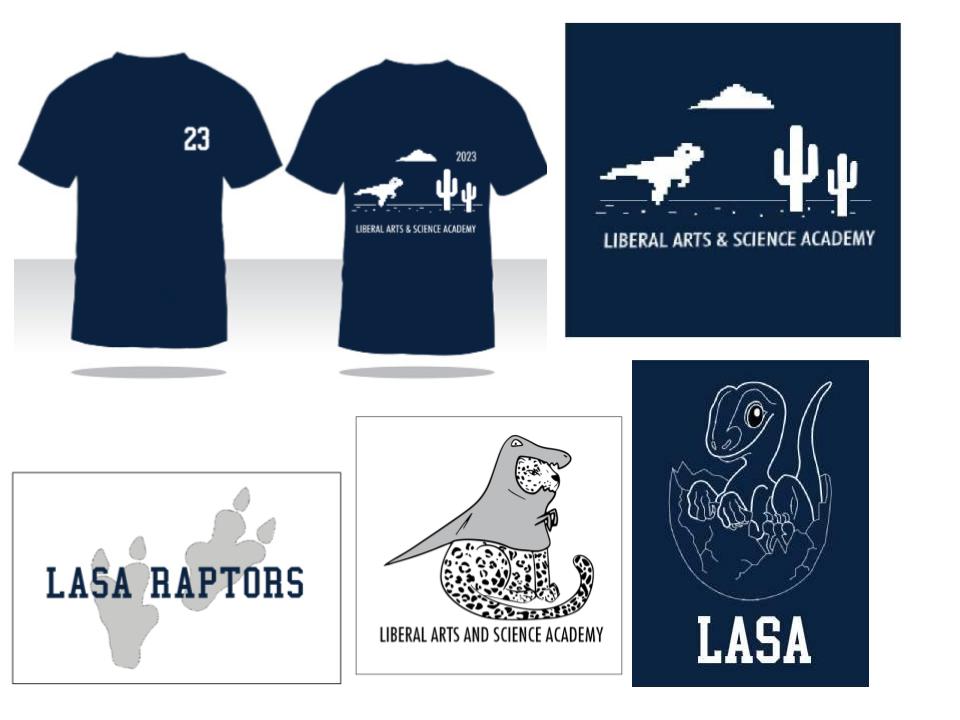 23
2023
LIBERAL ARTS & SCIENCE ACADEMY
LIBERAL ARTS & SCIENCE ACADEMY
LASA RAPTORS
LIBERAL ARTS AND SCIENCE ACADEMY
LASA